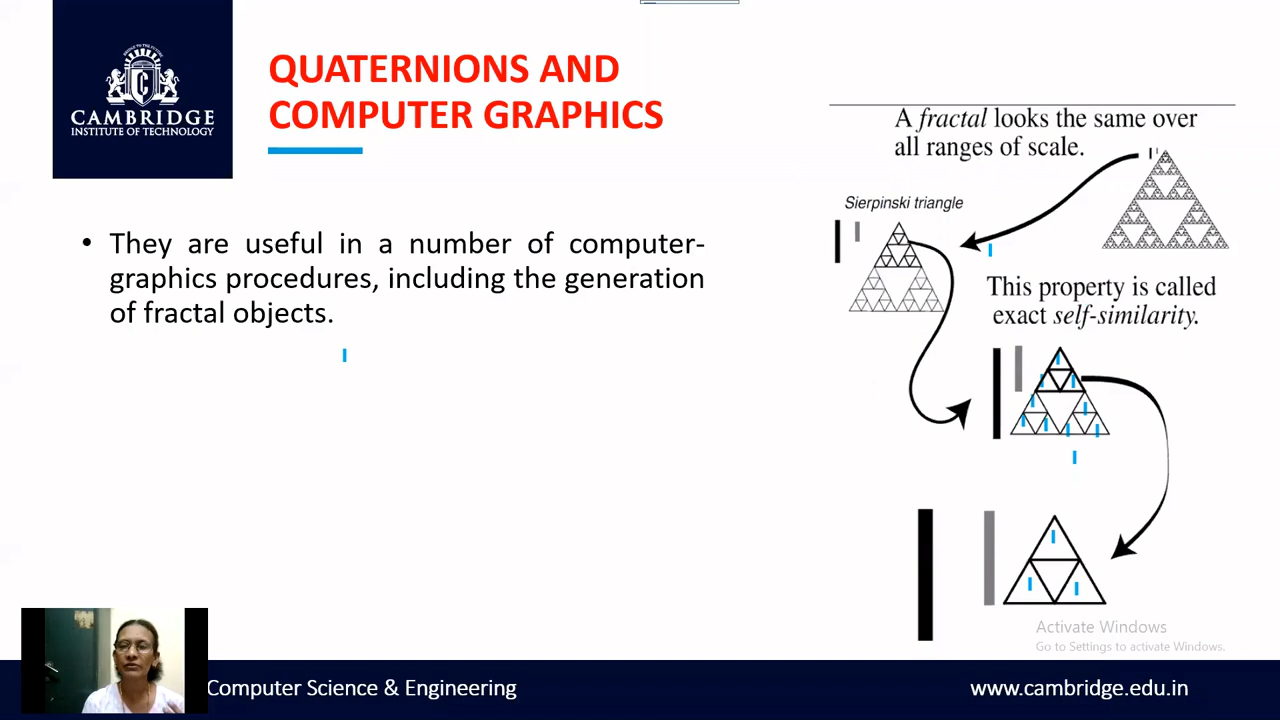 CAMBRIDGE
INSTITUTE OF TECHNOLOGY
QUATERNIONS AND
COMPUTER GRAPHICS
• They are useful in a number of computer-
graphics procedures, including the generation
of fractal objects.
A fractal looks the same over
all ranges of scale.
Sierpinski triangle
This property is called
exact self-similarity.
Activate Windows
Go to Settings to activate Windows.
Computer Science & Engineering
www.cambridge.edu.in